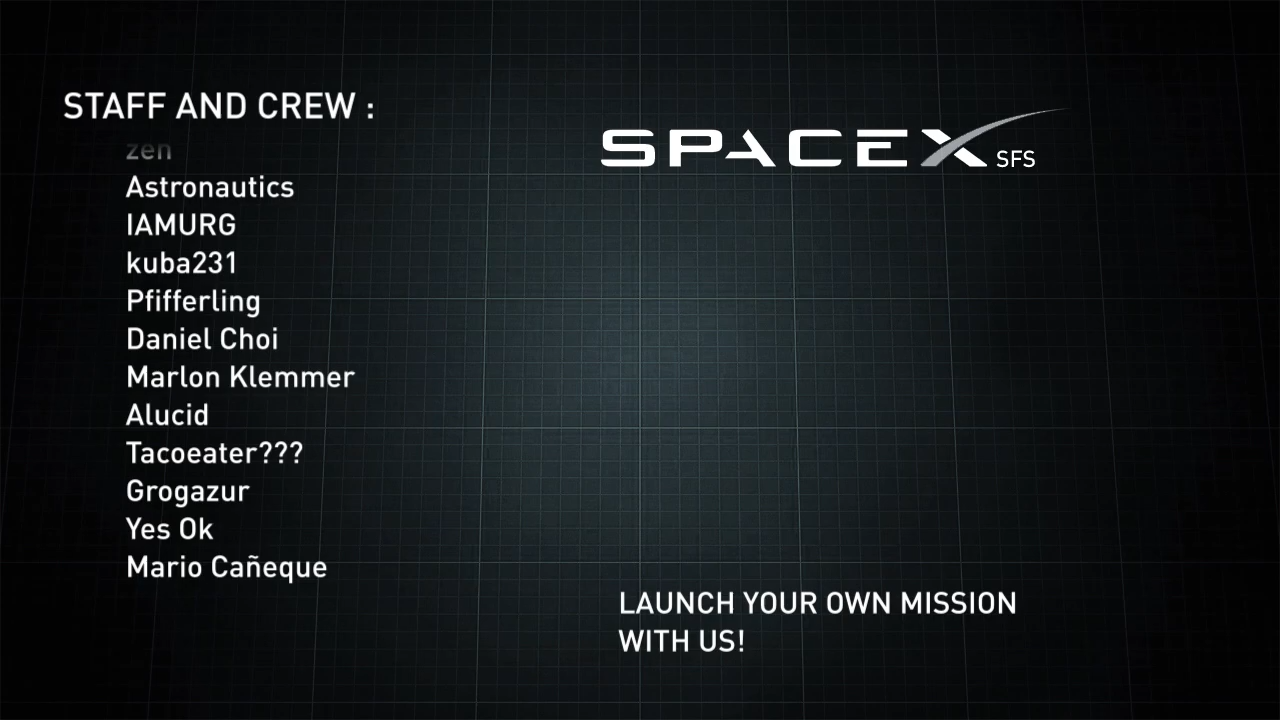 STAFF AND CREW :
zen
Astronautics
IAMURG
kuba231
Pfifferling
Daniel Choi
Marlon Klemmer
Alucid
Tacoeater???
Grogazur
Yes Ok
Mario Cañeque
SPACEX SFS
LAUNCH YOUR OWN MISSION
WITH US!